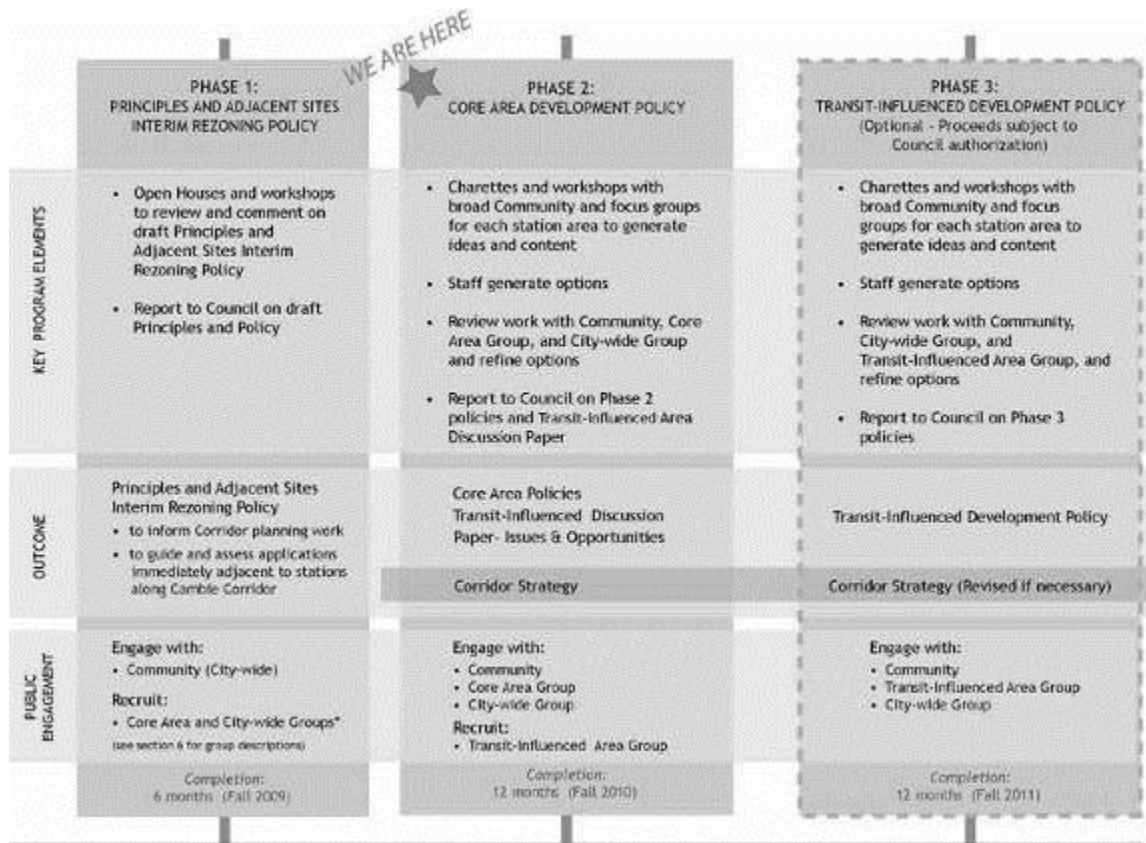 WE ARE HERE
PHASE 1:
PRINCIPLES AND ADJACENT SITES
INTERIM REZONING POLICY
PHASE 2:
CORE AREA DEVELOPMENT POLICY
PHASE 3:
TRANSIT-INFLUENCED DEVELOPMENT POLICY
(Optional - Proceeds subject to
Council authorization)
KEY PROGRAM ELEMENTS
• Open Houses and workshops
to review and comment on
draft Principles and
Adjacent Sites Interim
Rezoning Policy
• Report to Council on draft
Principles and Policy
• Charettes and workshops with
broad Community and focus groups
for each station area to generate
ideas and content
• Staff generate options
• Review work with Community, Core
Area Group, and City-wide Group
and refine options
• Report to Council on Phase 2
policies and Transit-Influenced Area
Discussion Paper
• Charettes and workshops with
broad Community and focus
groups for each station area to
generate ideas and content
• Staff generate options
• Review work with Community,
City-wide Group, and
Transit-Influenced Area Group, and
refine options
• Report to Council on Phase 3
policies
OUTCOME
Principles and Adjacent Sites
Interim Rezoning Policy
• to inform Corridor planning work
• to guide and assess applications
immediately adjacent to stations
along Cambie Corridor
Core Area Policies
Transit-Influenced Discussion
Paper- Issues & Opportunities
Corridor Strategy
Transit-Influenced Development Policy
Corridor Strategy (Revised if necessary)
PUBLIC
ENGAGEMENT
Engage with:
• Community (City-wide)
Recruit:
• Core Area and City-wide Groups*
(see section 6 for group descriptions)
Engage with:
• Community
• Core Area Group
• City-wide Group
Recruit:
• Transit-Influenced Area Group
Engage with:
• Community
• Transit-Influenced Area Group
• City-wide Group
Completion:
6 months (Fall 2009)
Completion:
12 months (Fall 2010)
Completion:
12 months (Fall 2011)